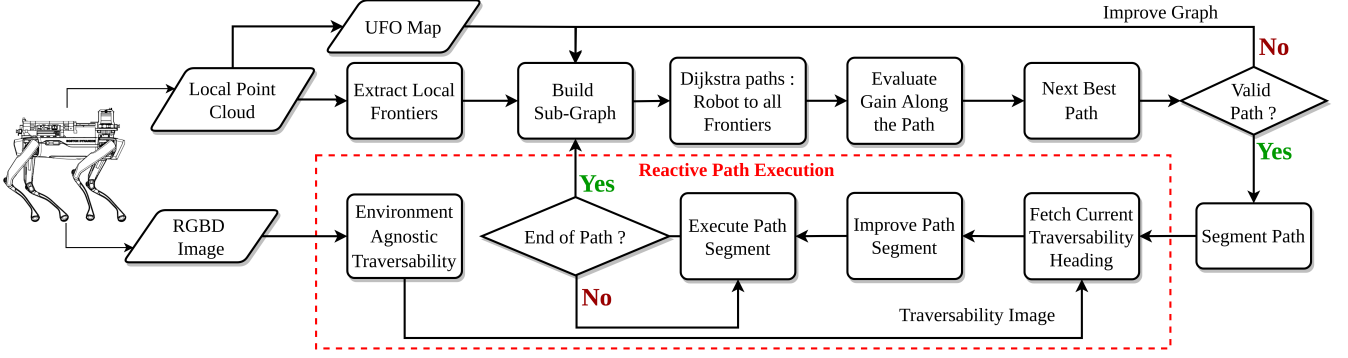 Improve Graph
UFO Map
No
Local Point
Cloud
Extract Local
Frontiers
Build
Sub-Graph
Dijkstra paths :
Robot to all
Frontiers
Evaluate
Gain Along
the Path
Next Best
Path
Valid
Path ?
Yes
Reactive Path Execution
Yes
RGBD
Image
Environment
Agnostic
Traversability
End of Path ?
Execute Path
Segment
Improve Path
Segment
Fetch Current
Traversability
Heading
Segment Path
No
Traversability Image